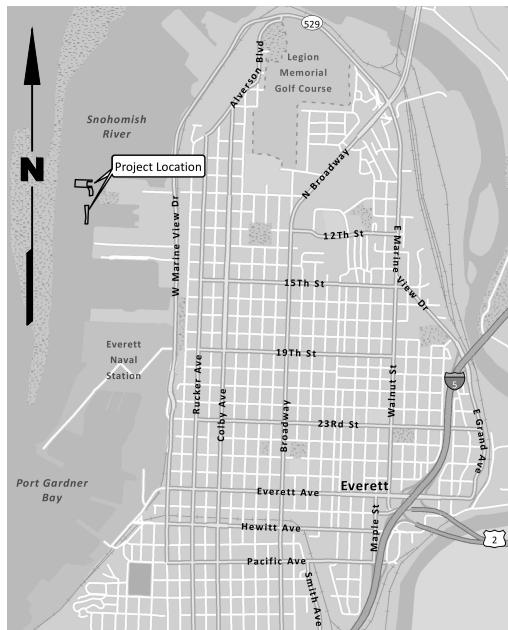 529
Alverson Blvd
Legion
Memorial
Golf Course
Snohomish
River
N
Project Location
N Broadway
W Marine View Dr
12Th St
E Marine View Dr
15Th St
Everett
Naval
Station
19Th St
5
Rucker Ave
Colby Ave
Broadway
Walnut St
23Rd St
E Grand Ave
Port Gardner
Bay
Everett
Everett Ave
Hewitt Ave
Maple St
2
Pacific Ave
Smith Ave